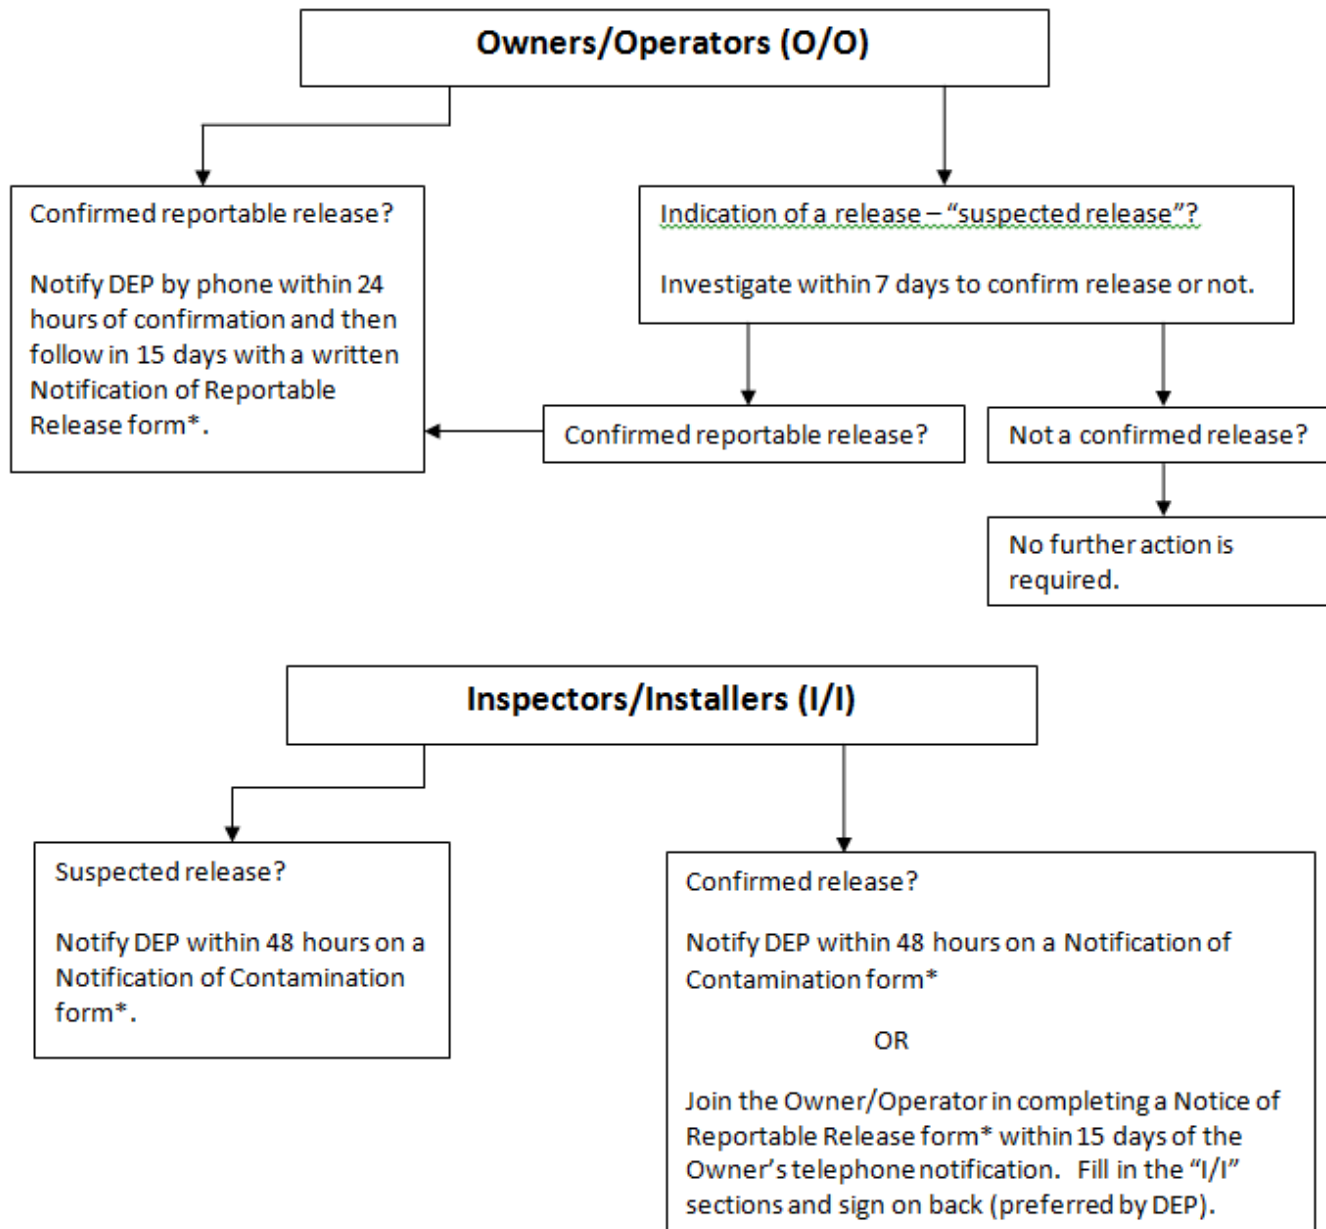 Owners/Operators (O/O)
Confirmed reportable release?
Notify DEP by phone within 24
hours of confirmation and then
follow in 15 days with a written
Notification of Reportable
Release form*.
Indication of a release – “suspected release”?
Investigate within 7 days to confirm release or not.
Confirmed reportable release?
Not a confirmed release?
No further action is
required.
Inspectors/Installers (I/I)
Suspected release?
Notify DEP within 48 hours on a
Notification of Contamination
form*.
Confirmed release?
Notify DEP within 48 hours on a Notification of
Contamination form*
OR
Join the Owner/Operator in completing a Notice of
Reportable Release form* within 15 days of the
Owner’s telephone notification. Fill in the “I/I”
sections and sign on back (preferred by DEP).